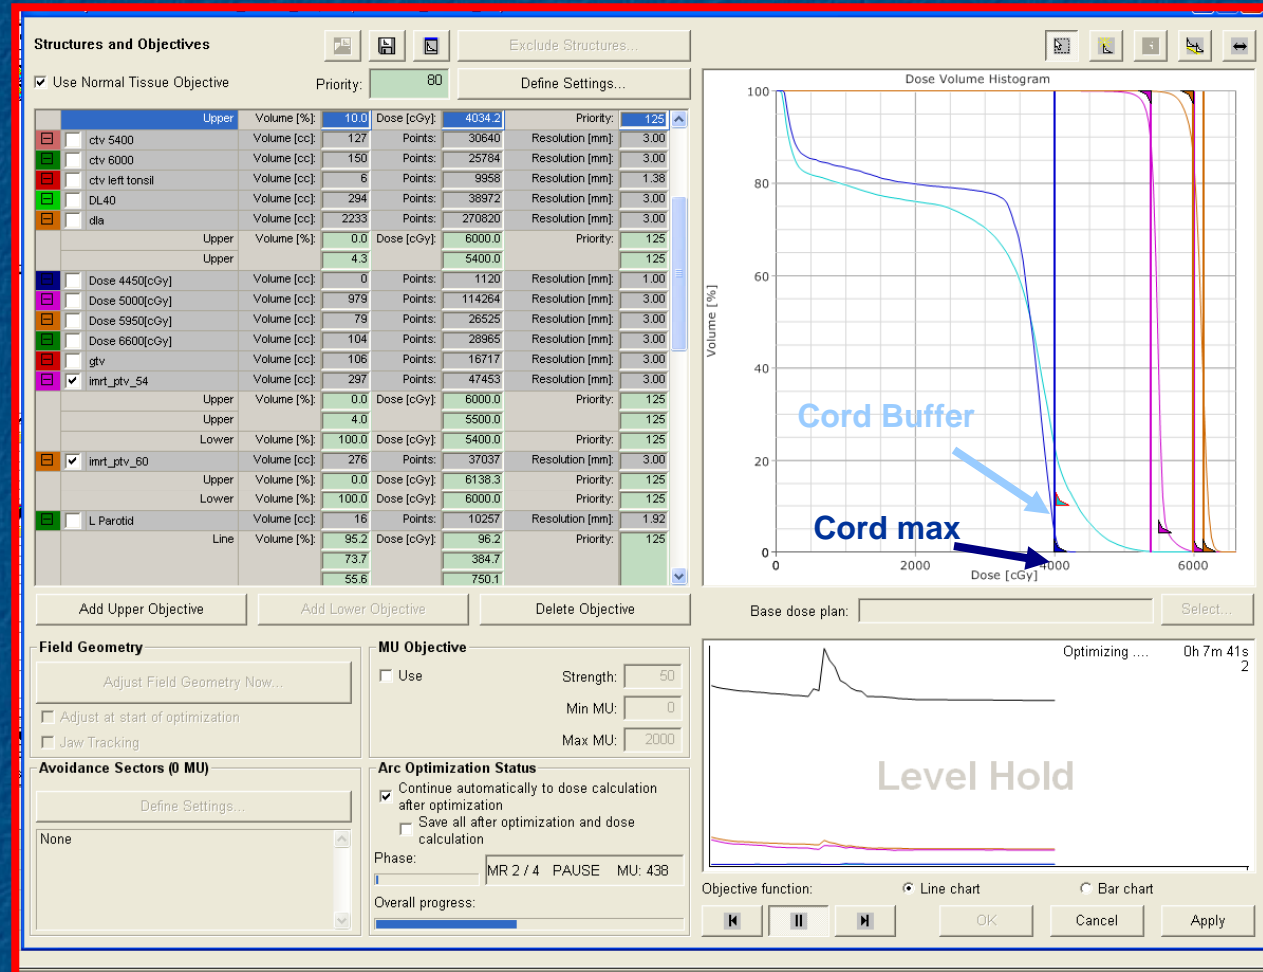 Structures and Objectives
Exclude Structures...
Use Normal Tissue Objective Priority: 80 Define Settings...
Upper Volume [%]: 10.0 Dose [cGy]: 4034.2 Priority: 125
ctv 5400 Volume [cc]: 127 Points: 30640 Resolution [mm]: 3.00
ctv 6000 Volume [cc]: 150 Points: 25784 Resolution [mm]: 3.00
ctv left tonsil Volume [cc]: 6 Points: 9958 Resolution [mm]: 1.38
DL40 Volume [cc]: 294 Points: 38972 Resolution [mm]: 3.00
dla Volume [cc]: 2233 Points: 270820 Resolution [mm]: 3.00
Upper Volume [%]: 0.0 Dose [cGy]: 6000.0 Priority: 125
Upper 4.3 5400.0 125
Dose 4450[cGy] Volume [cc]: 0 Points: 1120 Resolution [mm]: 1.00
Dose 5000[cGy] Volume [cc]: 979 Points: 114264 Resolution [mm]: 3.00
Dose 5950[cGy] Volume [cc]: 79 Points: 26525 Resolution [mm]: 3.00
Dose 6600[cGy] Volume [cc]: 104 Points: 28965 Resolution [mm]: 3.00
gtv Volume [cc]: 106 Points: 16717 Resolution [mm]: 3.00
imrt_ptv_54 Volume [cc]: 297 Points: 47453 Resolution [mm]: 3.00
Upper Volume [%]: 0.0 Dose [cGy]: 6000.0 Priority: 125
Upper 4.0 5500.0 125
Lower Volume [%]: 100.0 Dose [cGy]: 5400.0 Priority: 125
imrt_ptv_60 Volume [cc]: 276 Points: 37037 Resolution [mm]: 3.00
Upper Volume [%]: 0.0 Dose [cGy]: 6138.3 Priority: 125
Lower Volume [%]: 100.0 Dose [cGy]: 6000.0 Priority: 125
L Parotid Volume [cc]: 16 Points: 10257 Resolution [mm]: 1.92
Line Volume [%]: 95.2 Dose [cGy]: 96.2 Priority: 125
73.7 384.7
55.6 750.1
Add Upper Objective Add Lower Objective Delete Objective
Dose Volume Histogram
100
80
60
40
20
0
Volume [%]
Cord Buffer
Cord max
0 2000 4000 6000
Dose [cGy]
Base dose plan: Select...
Field Geometry
Adjust Field Geometry Now...
Adjust at start of optimization
Jaw Tracking
MU Objective
Use Strength: 50
Min MU: 0
Max MU: 2000
Avoidance Sectors (0 MU)
Define Settings...
None
Arc Optimization Status
Continue automatically to dose calculation
after optimization
Save all after optimization and dose
calculation
Phase:
MR 2 / 4 PAUSE MU: 438
Overall progress:
Optimizing .... 0h 7m 41s
2
Level Hold
Objective function: Line chart Bar chart
OK Cancel Apply